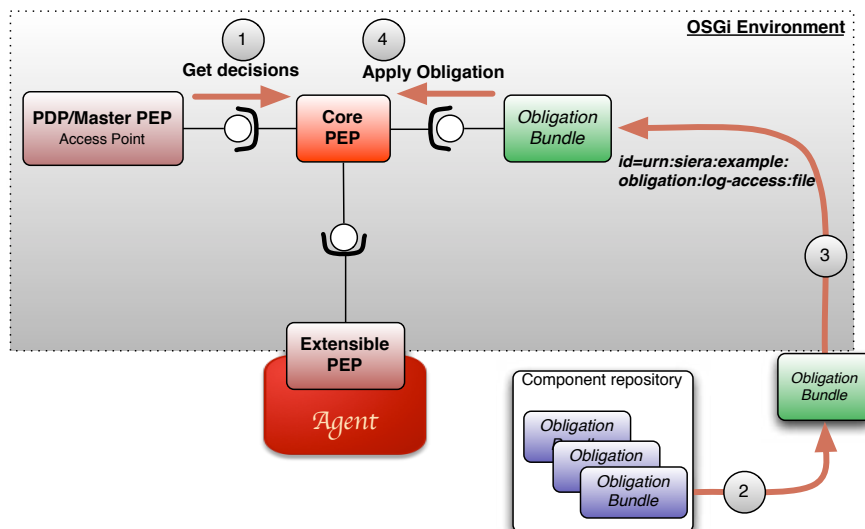 OSGi Environment
1
4
Get decisions
Apply Obligation
PDP/Master PEP
Access Point
Core
PEP
Obligation
Bundle
id=urn:siera:example:
obligation:log-access:file
3
Extensible
PEP
Agent
Component repository
Obligation
Bundle
Obligation
Obligation
Obligation
Bundle
2